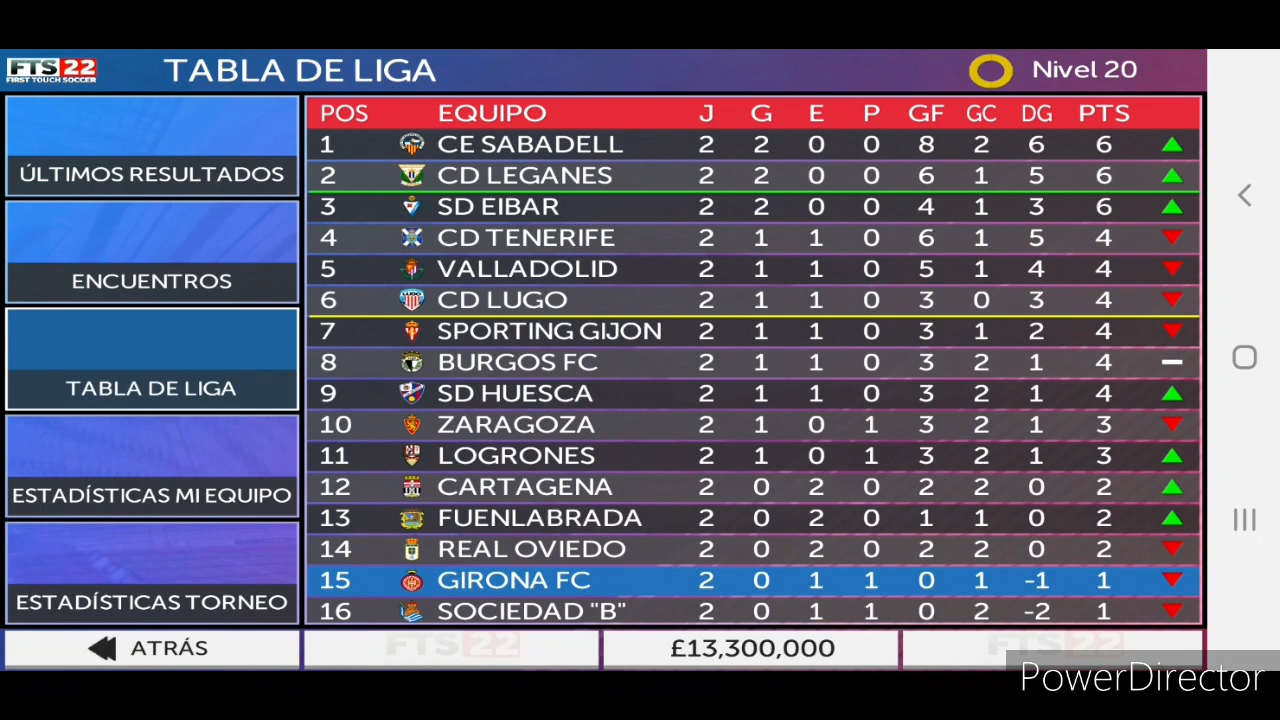 FTS 22
FIRST TOUCH SOCCER
TABLA DE LIGA
Nivel 20
ÚLTIMOS RESULTADOS
ENCUENTROS
TABLA DE LIGA
ESTADÍSTICAS MI EQUIPO
ESTADÍSTICAS TORNEO
POS EQUIPO J G E P GF GC DG PTS
1 CE SABADELL 2 2 0 0 8 2 6 6
2 CD LEGANES 2 2 0 0 6 1 5 6
3 SD EIBAR 2 2 0 0 4 1 3 6
4 CD TENERIFE 2 1 1 0 6 1 5 4
5 VALLADOLID 2 1 1 0 5 1 4 4
6 CD LUGO 2 1 1 0 3 0 3 4
7 SPORTING GIJON 2 1 1 0 3 1 2 4
8 BURGOS FC 2 1 1 0 3 2 1 4
9 SD HUESCA 2 1 1 0 3 2 1 4
10 ZARAGOZA 2 1 0 1 3 2 1 3
11 LOGRONES 2 1 0 1 3 2 1 3
12 CARTAGENA 2 0 2 0 2 2 0 2
13 FUENLABRADA 2 0 2 0 1 1 0 2
14 REAL OVIEDO 2 0 2 0 2 2 0 2
15 GIRONA FC 2 0 1 1 0 1 -1 1
16 SOCIEDAD "B" 2 0 1 1 0 2 -2 1
ATRÁS
FTS 22
£13,300,000
FTS 22
PowerDirector